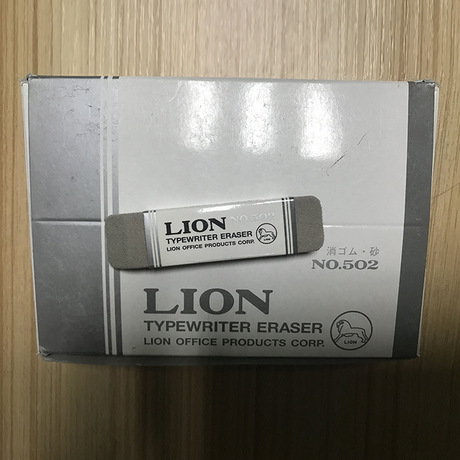 LION NO.502
TYPEWRITER ERASER
LION OFFICE PRODUCTS CORP.
消ゴム・砂
NO.502
LION
TYPEWRITER ERASER
LION OFFICE PRODUCTS CORP.
LION